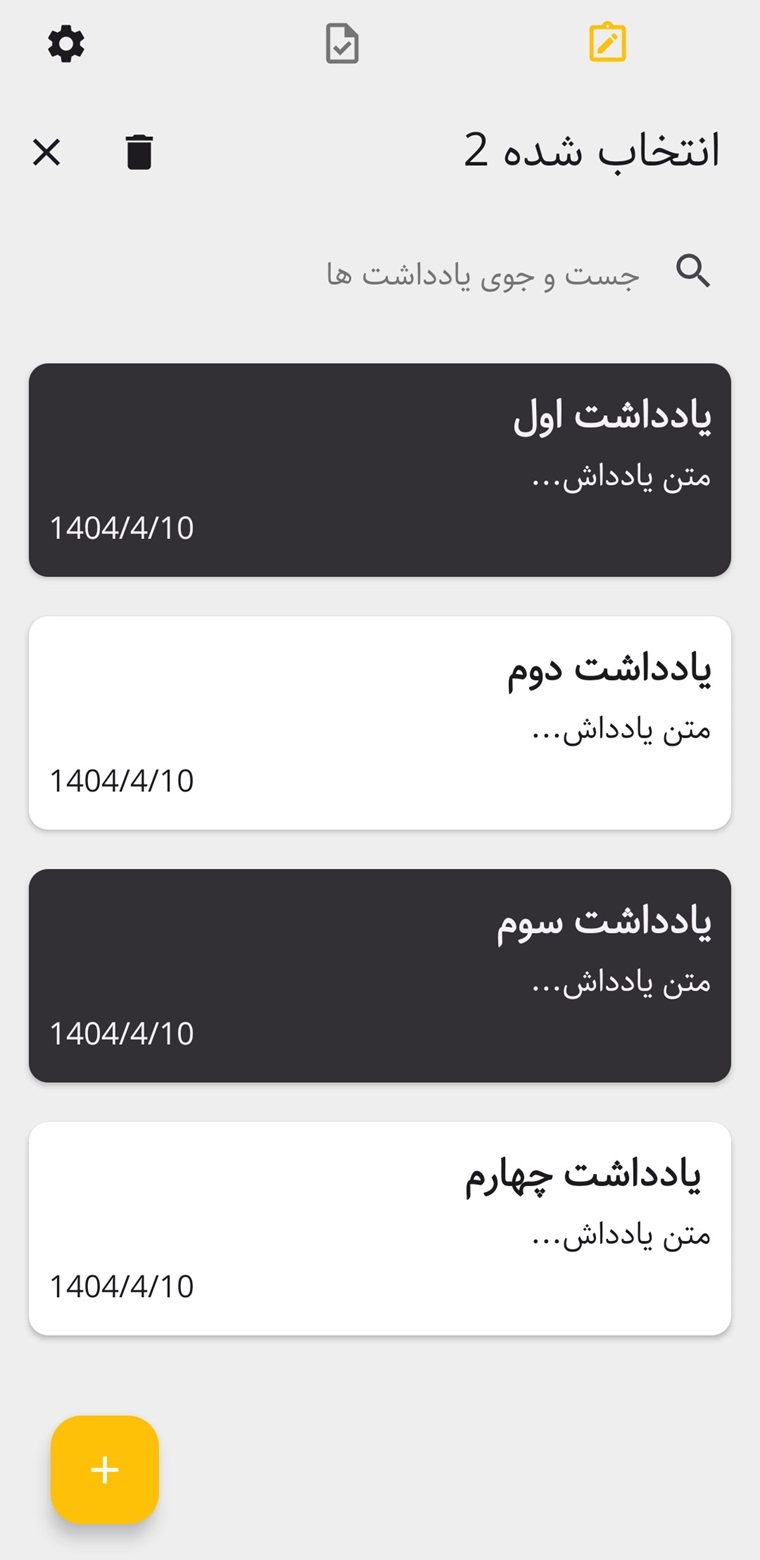 انتخاب شده 2
جست و جوی یادداشت ها
یادداشت اول
متن یادداش...
1404/4/10
یادداشت دوم
متن یادداش...
1404/4/10
یادداشت سوم
متن یادداش...
1404/4/10
یادداشت چهارم
متن یادداش...
1404/4/10